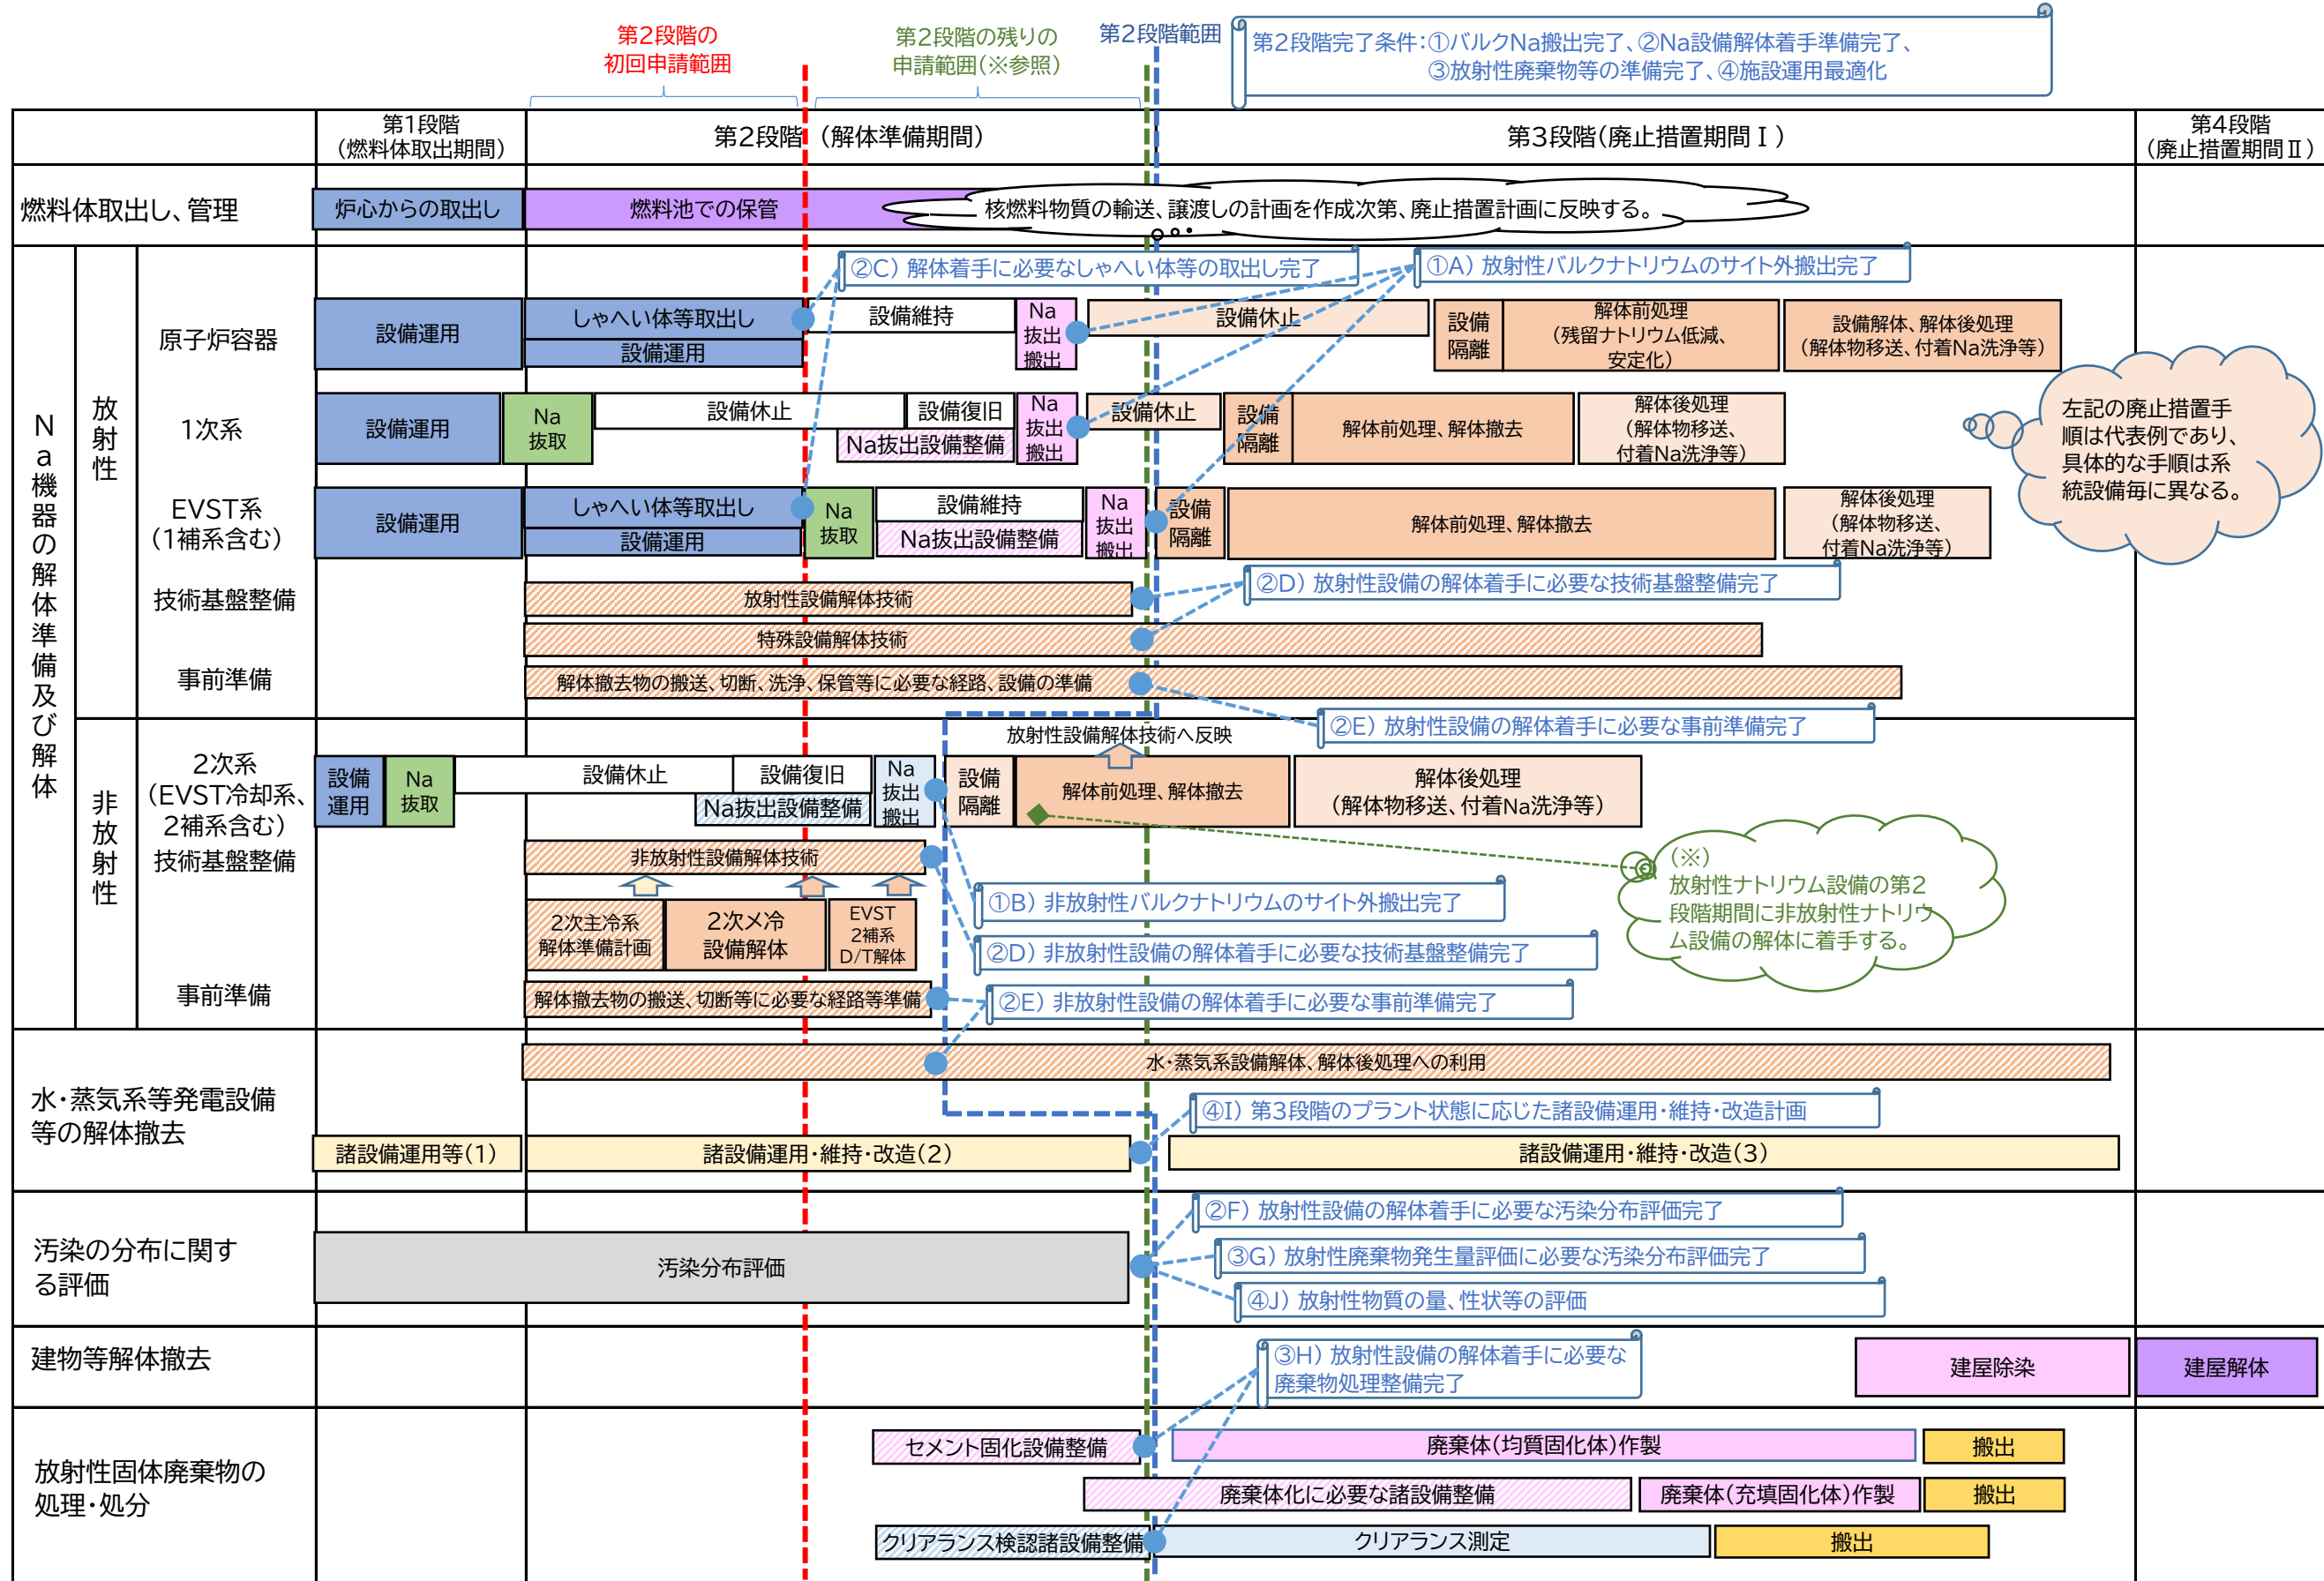 第2段階の
初回申請範囲
第2段階の残りの
申請範囲(※参照)
第2段階範囲
第2段階完了条件:①バルクNa搬出完了、②Na設備解体着手準備完了、
③放射性廃棄物等の準備完了、④施設運用最適化
第1段階
(燃料体取出期間)
第2段階 (解体準備期間)
第3段階(廃止措置期間Ⅰ)
第4段階
(廃止措置期間Ⅱ)
燃料体取出し、管理
炉心からの取出し
燃料池での保管
核燃料物質の輸送、譲渡しの計画を作成次第、廃止措置計画に反映する。
Na機器の解体準備及び解体
放射性
②C) 解体着手に必要なしゃへい体等の取出し完了
①A) 放射性バルクナトリウムのサイト外搬出完了
原子炉容器
設備運用
しゃへい体等取出し
設備運用
設備維持
Na
抜出
搬出
設備休止
設備
隔離
解体前処理
(残留ナトリウム低減、
安定化)
設備解体、解体後処理
(解体物移送、付着Na洗浄等)
1次系
設備運用
Na
抜取
設備休止
設備復旧
Na抜出設備整備
Na
抜出
搬出
設備休止
設備
隔離
解体前処理、解体撤去
解体後処理
(解体物移送、
付着Na洗浄等)
左記の廃止措置手
順は代表例であり、
具体的な手順は系
統設備毎に異なる。
EVST系
(1補系含む)
設備運用
しゃへい体等取出し
設備運用
Na
抜取
設備維持
Na抜出設備整備
Na
抜出
搬出
設備
隔離
解体前処理、解体撤去
解体後処理
(解体物移送、
付着Na洗浄等)
技術基盤整備
放射性設備解体技術
②D) 放射性設備の解体着手に必要な技術基盤整備完了
特殊設備解体技術
事前準備
解体撤去物の搬送、切断、洗浄、保管等に必要な経路、設備の準備
②E) 放射性設備の解体着手に必要な事前準備完了
非放射性
放射性設備解体技術へ反映
2次系
(EVST冷却系、
2補系含む)
設備
運用
Na
抜取
設備休止
設備復旧
Na抜出設備整備
Na
抜出
搬出
設備
隔離
解体前処理、解体撤去
解体後処理
(解体物移送、付着Na洗浄等)
技術基盤整備
非放射性設備解体技術
(※)
放射性ナトリウム設備の第2
段階期間に非放射性ナトリウ
ム設備の解体に着手する。
①B) 非放射性バルクナトリウムのサイト外搬出完了
2次主冷系
解体準備計画
2次メ冷
設備解体
EVST
2補系
D/T解体
②D) 非放射性設備の解体着手に必要な技術基盤整備完了
事前準備
解体撤去物の搬送、切断等に必要な経路等準備
②E) 非放射性設備の解体着手に必要な事前準備完了
水・蒸気系等発電設備
等の解体撤去
水・蒸気系設備解体、解体後処理への利用
④I) 第3段階のプラント状態に応じた諸設備運用・維持・改造計画
諸設備運用等(1)
諸設備運用・維持・改造(2)
諸設備運用・維持・改造(3)
汚染の分布に関す
る評価
汚染分布評価
②F) 放射性設備の解体着手に必要な汚染分布評価完了
③G) 放射性廃棄物発生量評価に必要な汚染分布評価完了
④J) 放射性物質の量、性状等の評価
建物等解体撤去
③H) 放射性設備の解体着手に必要な
廃棄物処理整備完了
建屋除染
建屋解体
放射性固体廃棄物の
処理・処分
セメント固化設備整備
廃棄体(均質固化体)作製
搬出
廃棄体化に必要な諸設備整備
廃棄体(充填固化体)作製
搬出
クリアランス検認諸設備整備
クリアランス測定
搬出